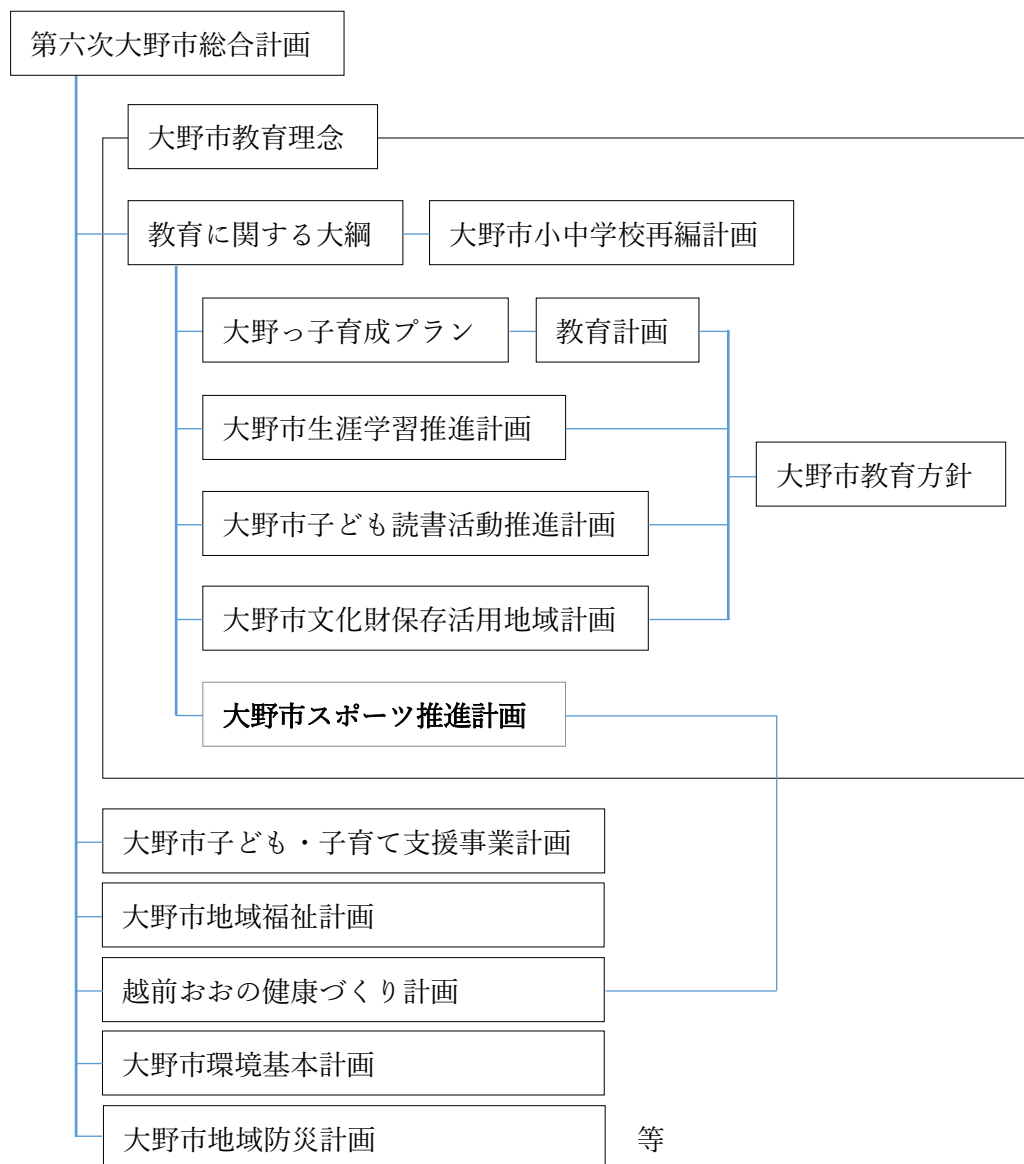 第六次大野市総合計画
大野市教育理念
教育に関する大綱
大野市小中学校再編計画
大野っ子育成プラン
教育計画
大野市生涯学習推進計画
大野市教育方針
大野市子ども読書活動推進計画
大野市文化財保存活用地域計画
大野市スポーツ推進計画
大野市子ども・子育て支援事業計画
大野市地域福祉計画
越前おおの健康づくり計画
大野市環境基本計画
大野市地域防災計画
等